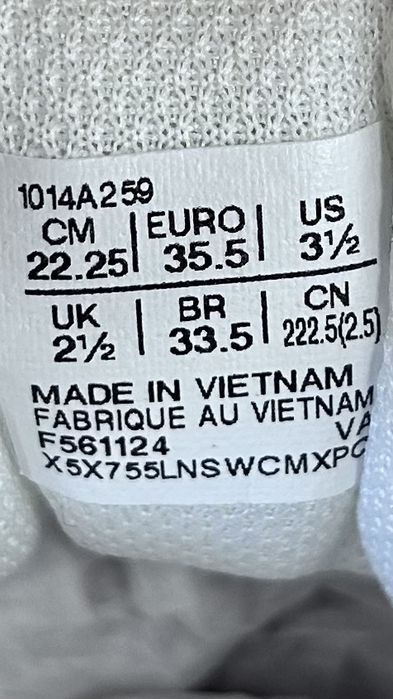 1014A259
CM | EURO | US
22.25 | 35.5 | 3½
UK | BR | CN
2½ | 33.5 | 222.5(2.5)
MADE IN VIETNAM
FABRIQUE AU VIETNAM
F561124 VA
X5X755LNSWCMXPC